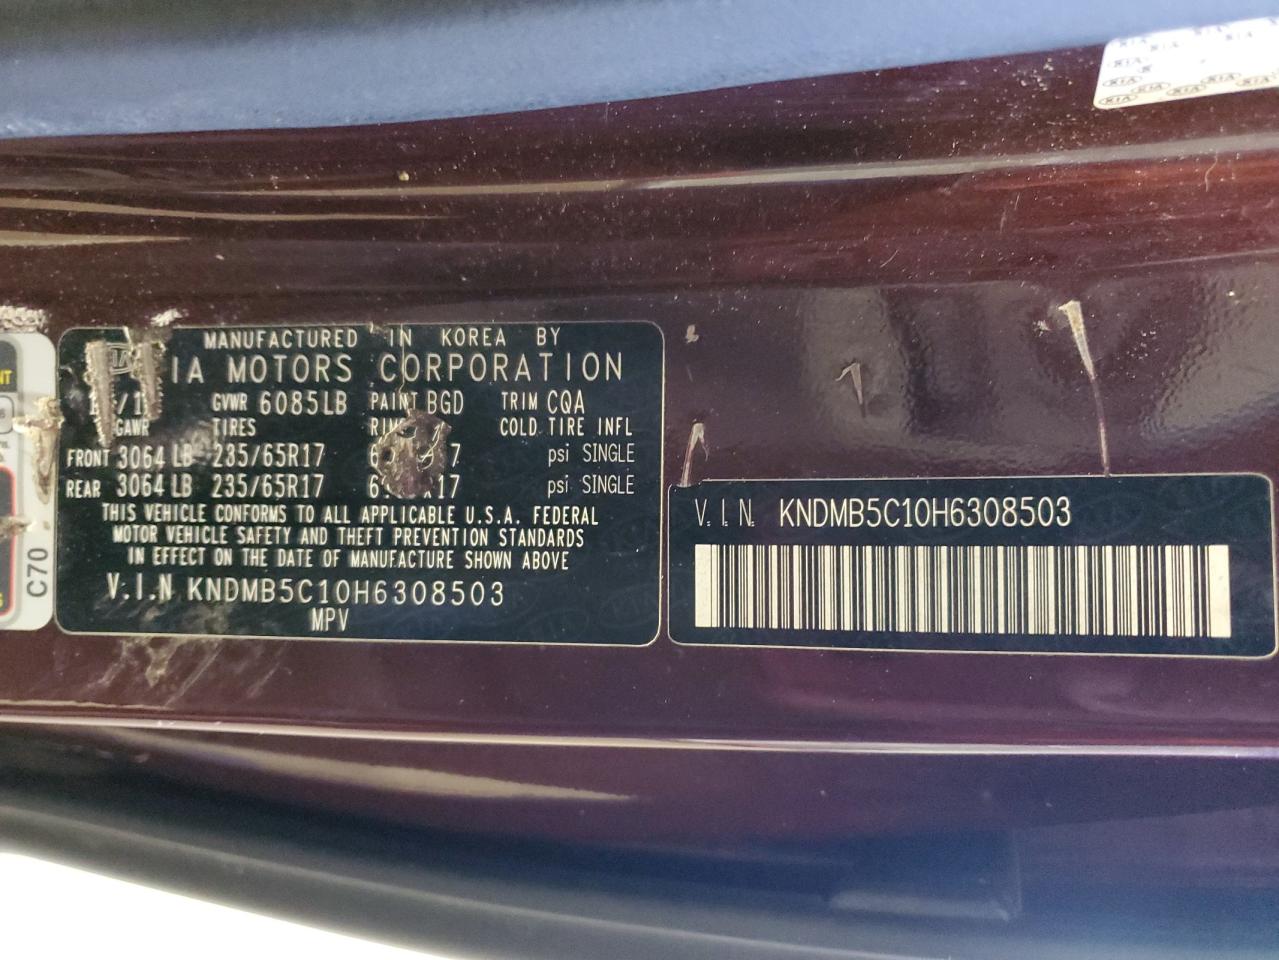 MANUFACTURED IN KOREA BY
IA MOTORS CORPORATION
GVWR 6085LB PAINT BGD TRIM CQA
GAWR TIRES COLD TIRE INFL
FRONT 3064 LB 235/65R17 psi SINGLE
REAR 3064 LB 235/65R17 psi SINGLE
THIS VEHICLE CONFORMS TO ALL APPLICABLE U.S.A. FEDERAL
MOTOR VEHICLE SAFETY AND THEFT PREVENTION STANDARDS
IN EFFECT ON THE DATE OF MANUFACTURE SHOWN ABOVE
V.I.N KNDMB5C10H6308503
MPV
V.I.N. KNDMB5C10H6308503
C70
KIA